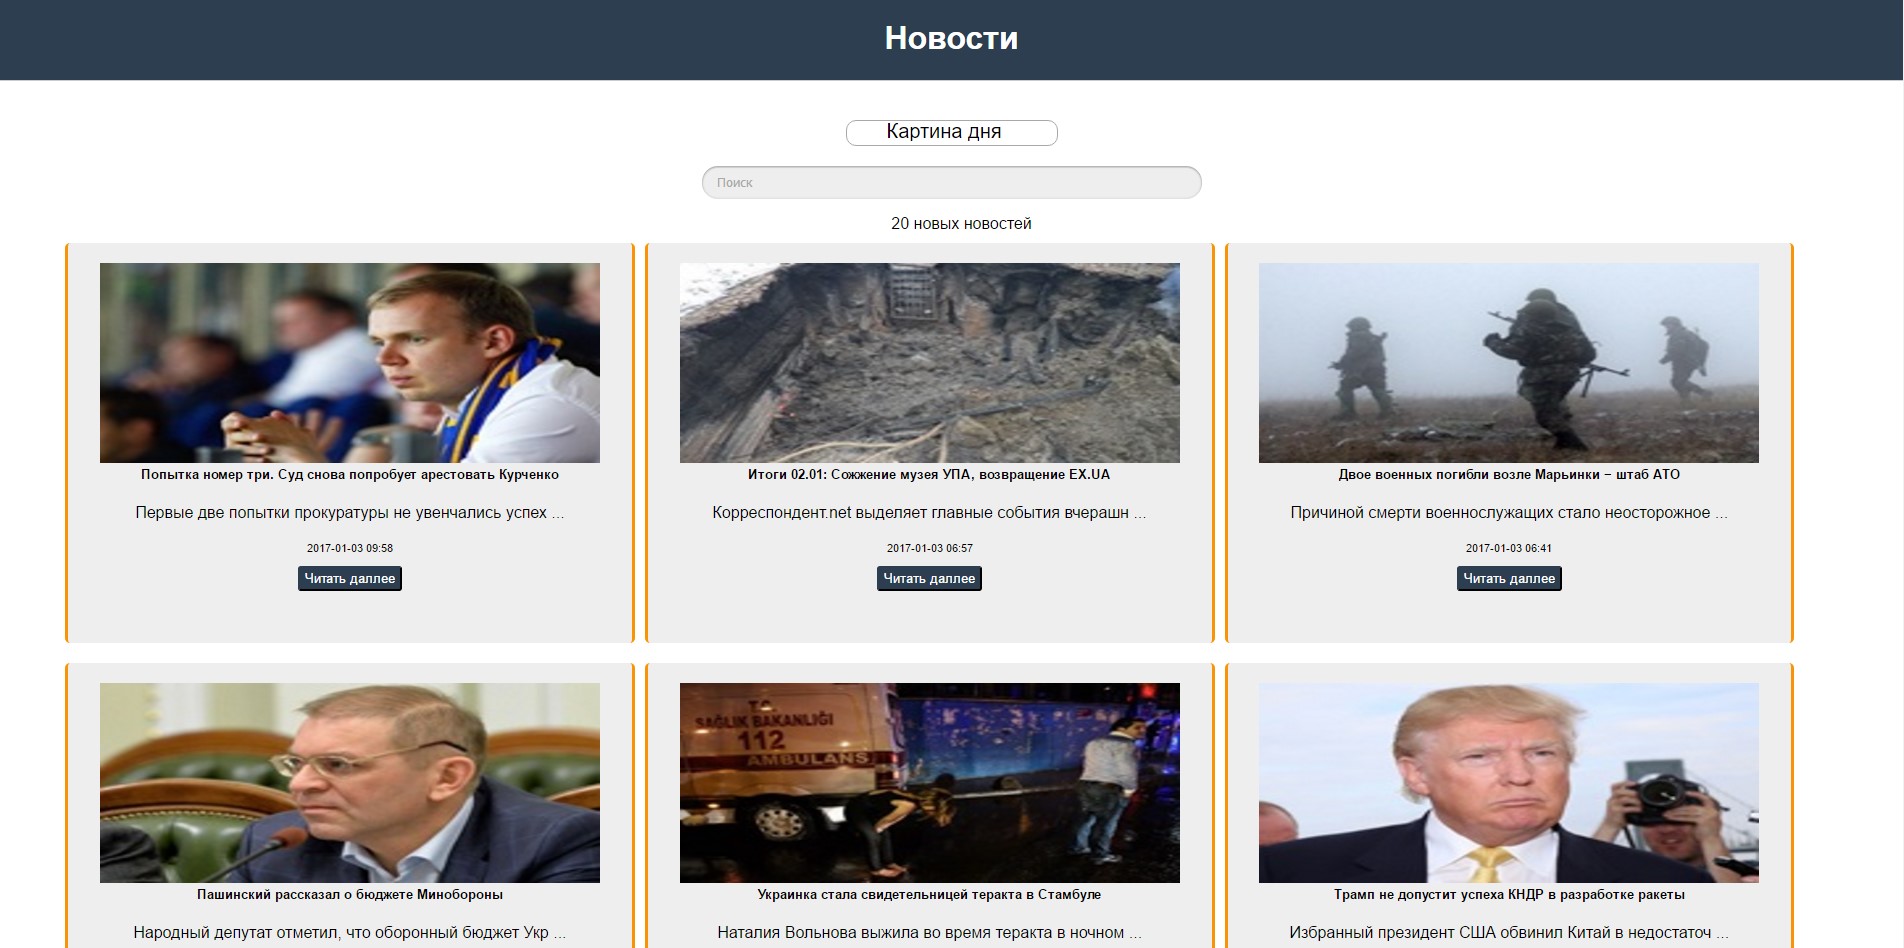 Новости
Картина дня
Поиск
20 новых новостей
Попытка номер три. Суд снова попробует арестовать Курченко
Первые две попытки прокуратуры не увенчались успех ...
2017-01-03 09:58
Читать даллее
Итоги 02.01: Сожжение музея УПА, возвращение EX.UA
Корреспондент.net выделяет главные события вчерашн ...
2017-01-03 06:57
Читать даллее
Двое военных погибли возле Марьинки – штаб АТО
Причиной смерти военнослужащих стало неосторожное ...
2017-01-03 06:41
Читать даллее
Пашинский рассказал о бюджете Минобороны
Народный депутат отметил, что оборонный бюджет Укр ...
T.C.
SAĞLIK BAKANLIĞI
112
AMBULANS
Украинка стала свидетельницей теракта в Стамбуле
Наталия Вольнова выжила во время теракта в ночном ...
Трамп не допустит успеха КНДР в разработке ракеты
Избранный президент США обвинил Китай в недостаточ ...